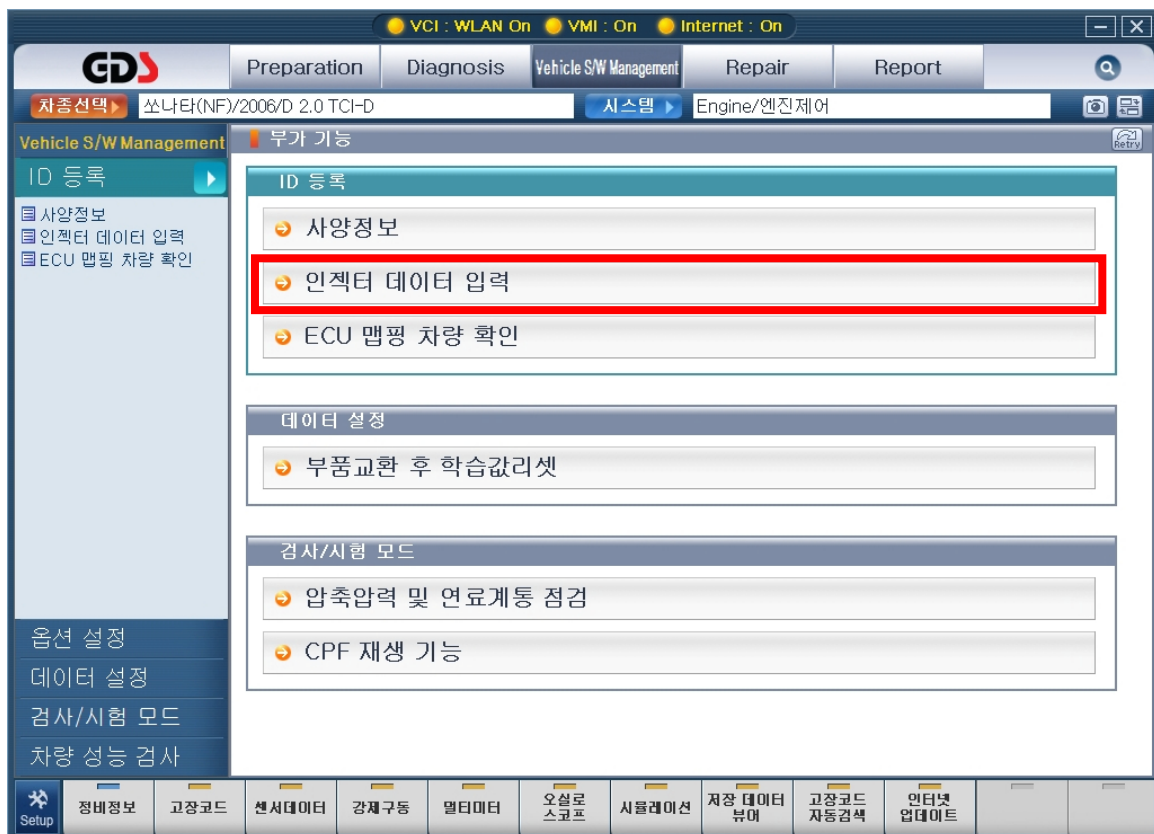 VCI : WLAN On VMI : On Internet : On
GDS
Preparation Diagnosis Vehicle S/W Management Repair Report
차종선택 쏘나타(NF)/2006/D 2.0 TCI-D 시스템 Engine/엔진제어
Vehicle S/W Management
ID 등록
사양정보
인젝터 데이터 입력
ECU 맵핑 차량 확인
옵션 설정
데이터 설정
검사/시험 모드
차량 성능 검사
부가 기능
Retry
ID 등록
사양정보
인젝터 데이터 입력
ECU 맵핑 차량 확인
데이터 설정
부품교환 후 학습값리셋
검사/시험 모드
압축압력 및 연료계통 점검
CPF 재생 기능
Setup
정비정보
고장코드
센서데이터
강제구동
멀티미터
오실로
스코프
시뮬레이션
저장 데이터
뷰어
고장코드
자동검색
인터넷
업데이트